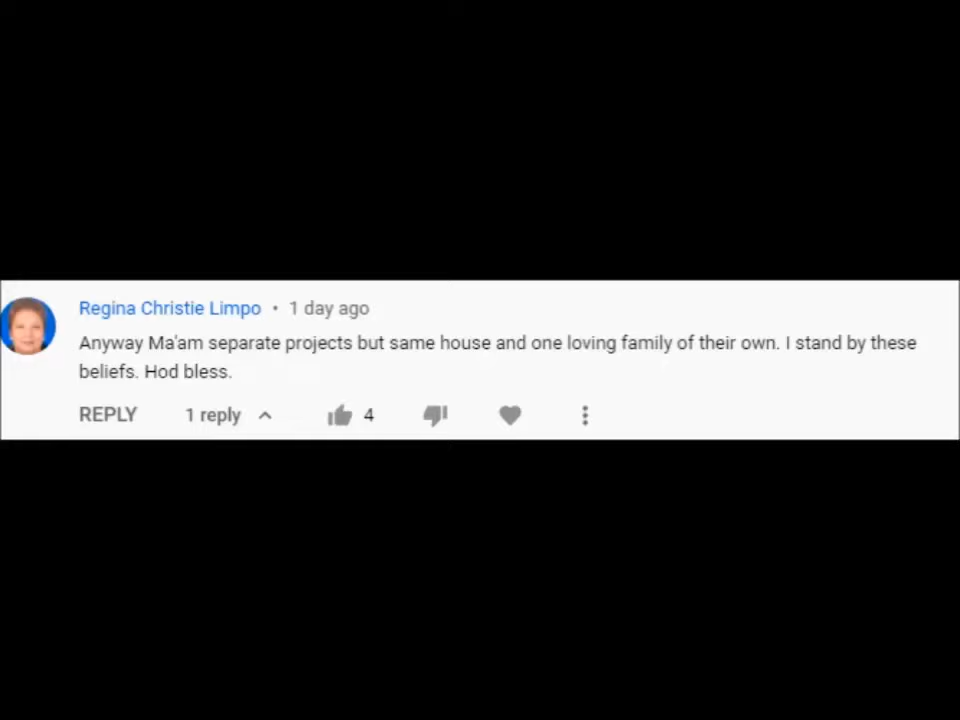 Regina Christie Limpo • 1 day ago
Anyway Ma'am separate projects but same house and one loving family of their own. I stand by these
beliefs. Hod bless.
REPLY 1 reply 4